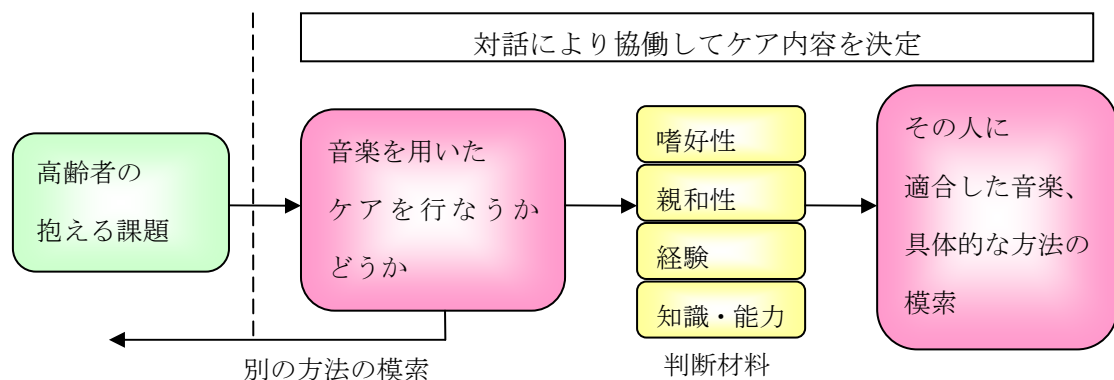 対話により協働してケア内容を決定
高齢者の
抱える課題
音楽を用いた
ケアを行なうか
どうか
嗜好性
親和性
経験
知識・能力
その人に
適合した音楽、
具体的な方法の
模索
別の方法の模索
判断材料